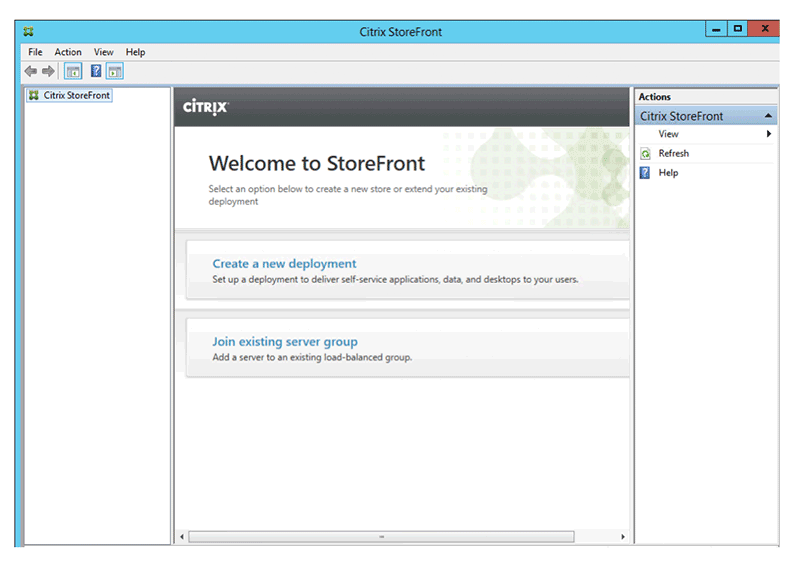 Citrix StoreFront
File Action View Help
Citrix StoreFront
CİTRIX
Welcome to StoreFront
Select an option below to create a new store or extend your existing
deployment
Create a new deployment
Set up a deployment to deliver self-service applications, data, and desktops to your users.
Join existing server group
Add a server to an existing load-balanced group.
Actions
Citrix StoreFront
View
Refresh
Help